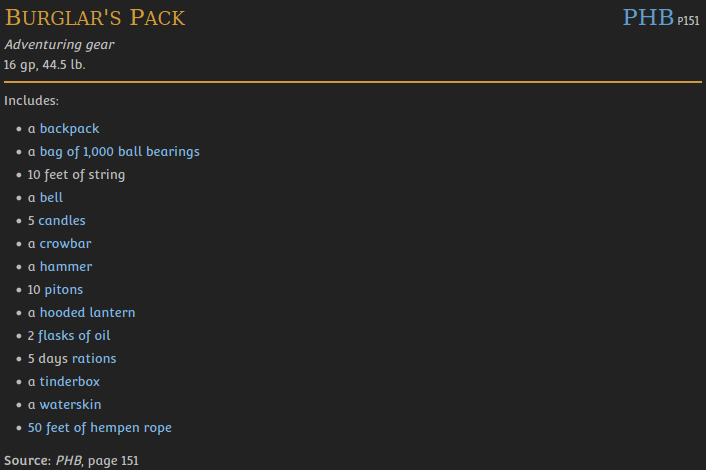 Burglar's Pack PHB P151
Adventuring gear
16 gp, 44.5 lb.
Includes:
• a backpack
• a bag of 1,000 ball bearings
• 10 feet of string
• a bell
• 5 candles
• a crowbar
• a hammer
• 10 pitons
• a hooded lantern
• 2 flasks of oil
• 5 days rations
• a tinderbox
• a waterskin
• 50 feet of hempen rope
Source: PHB, page 151